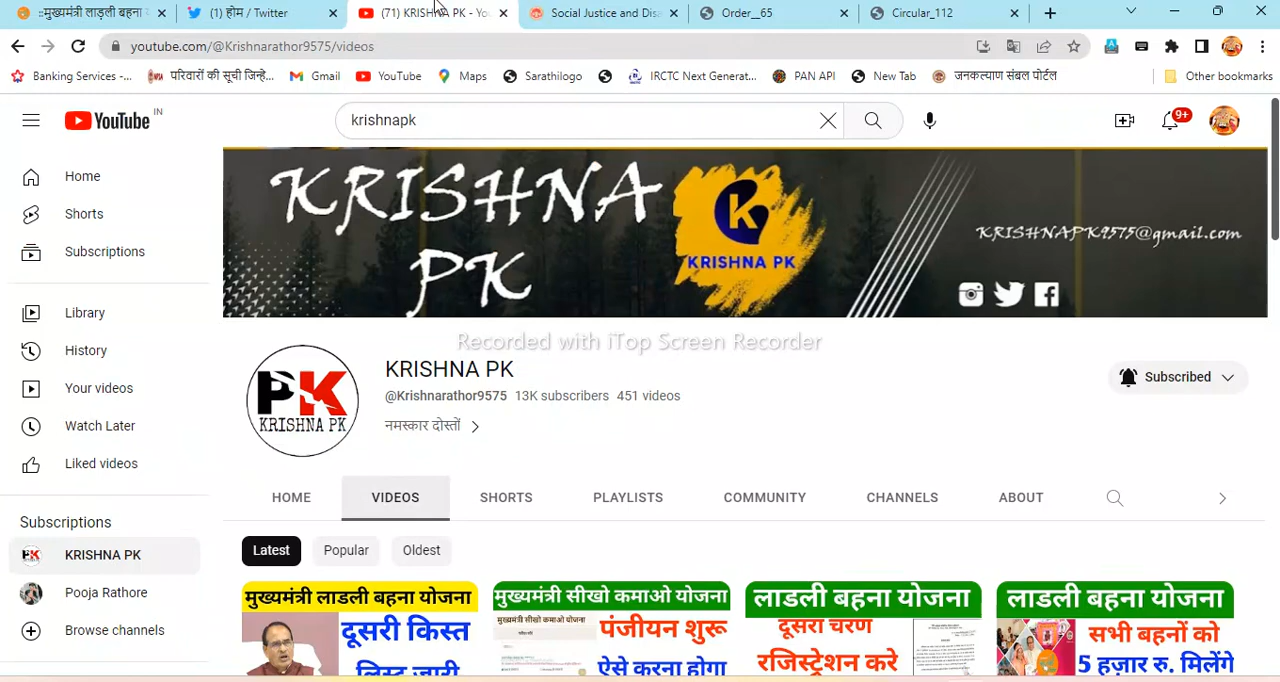 ::मुख्यमंत्री लाड़ली बहना
(1) होम / Twitter
(71) KRISHNA PK - You
Social Justice and Disa
Order__65
Circular_112
youtube.com/@Krishnarathor9575/videos
Banking Services -...
परिवारों की सूची जिन्हे...
Gmail
YouTube
Maps
Sarathilogo
IRCTC Next Generat...
PAN API
New Tab
जनकल्याण संबल पोर्टल
Other bookmarks
YouTube IN
krishnapk
9+
Home
Shorts
Subscriptions
Library
History
Your videos
Watch Later
Liked videos
Subscriptions
KRISHNA PK
Pooja Rathore
Browse channels
KRISHNA
PK
K
KRISHNA PK
KRISHNAPK9575@gmail.com
Recorded with iTop Screen Recorder
PK
KRISHNA PK
KRISHNA PK
@Krishnarathor9575 13K subscribers 451 videos
नमस्कार दोस्तों
Subscribed
HOME
VIDEOS
SHORTS
PLAYLISTS
COMMUNITY
CHANNELS
ABOUT
Latest
Popular
Oldest
मुख्यमंत्री लाडली बहना योजना
दूसरी किस्त
लिस्ट जारी
मुख्यमंत्री सीखो कमाओ योजना
पंजीयन शुरू
ऐसे करना होगा
लाडली बहना योजना
दूसरा चरण
रजिस्ट्रेशन करे
लाडली बहना योजना
सभी बहनों को
5 हज़ार रु. मिलेंगे